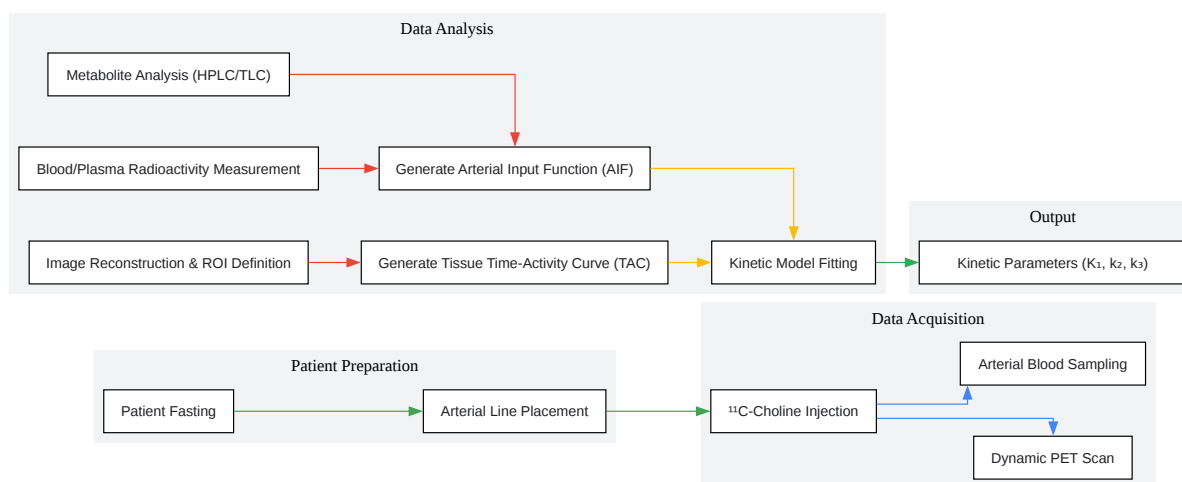 Data Analysis
Metabolite Analysis (HPLC/TLC)
Blood/Plasma Radioactivity Measurement
Generate Arterial Input Function (AIF)
Image Reconstruction & ROI Definition
Generate Tissue Time-Activity Curve (TAC)
Kinetic Model Fitting
Output
Kinetic Parameters (K₁, k₂, k₃)
Patient Preparation
Patient Fasting
Arterial Line Placement
Data Acquisition
¹¹C-Choline Injection
Arterial Blood Sampling
Dynamic PET Scan